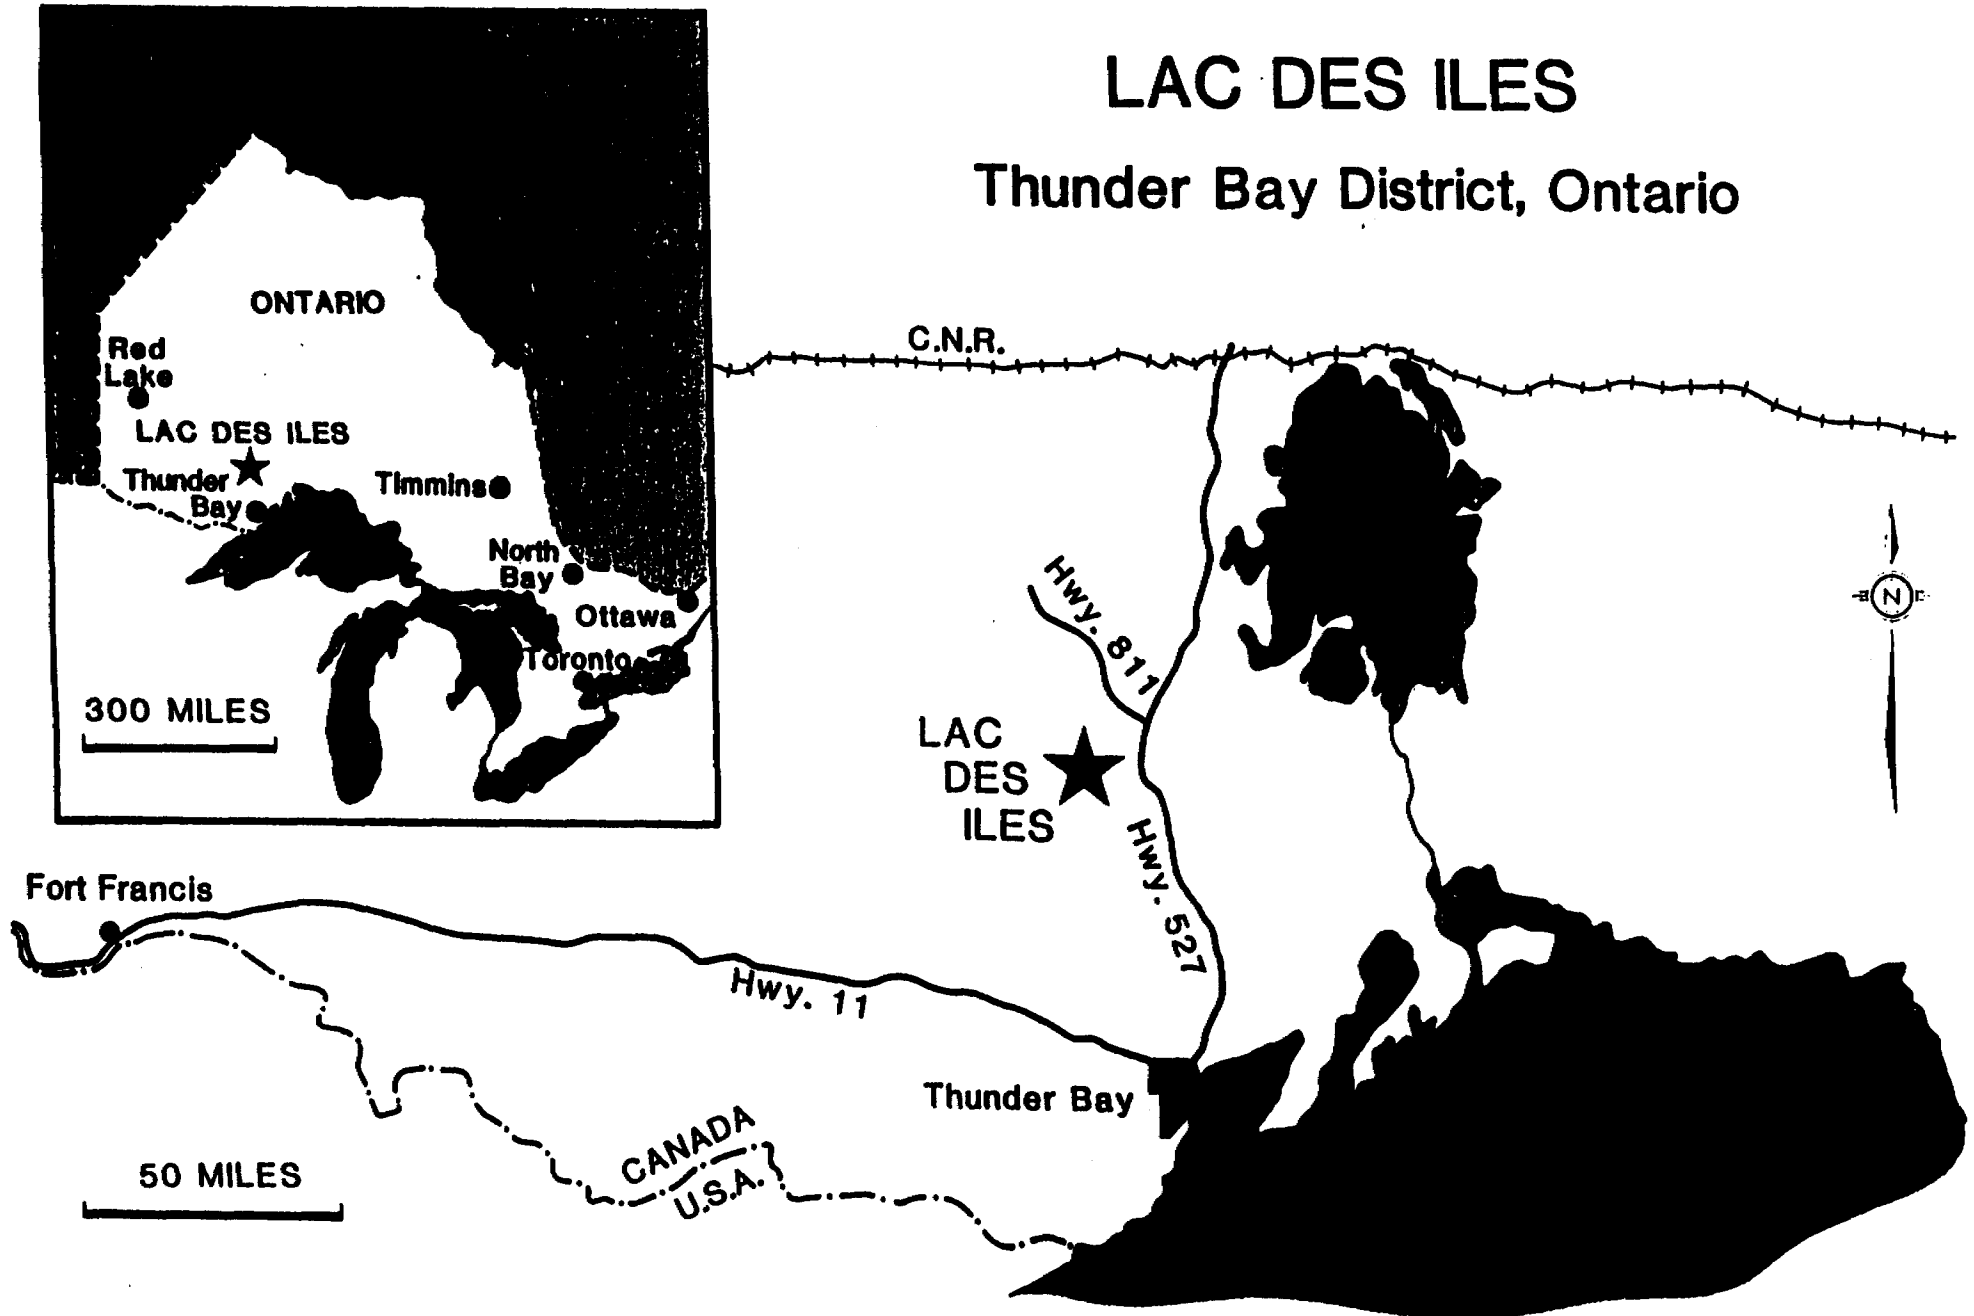 LAC DES ILES
Thunder Bay District, Ontario
ONTARIO
Red
Lake
LAC DES ILES
Thunder
Bay
Timmins
North
Bay
Ottawa
Toronto
300 MILES
C.N.R.
Hwy. 811
LAC
DES
ILES
Hwy. 527
N
Fort Francis
Hwy. 11
Thunder Bay
CANADA
U.S.A.
50 MILES